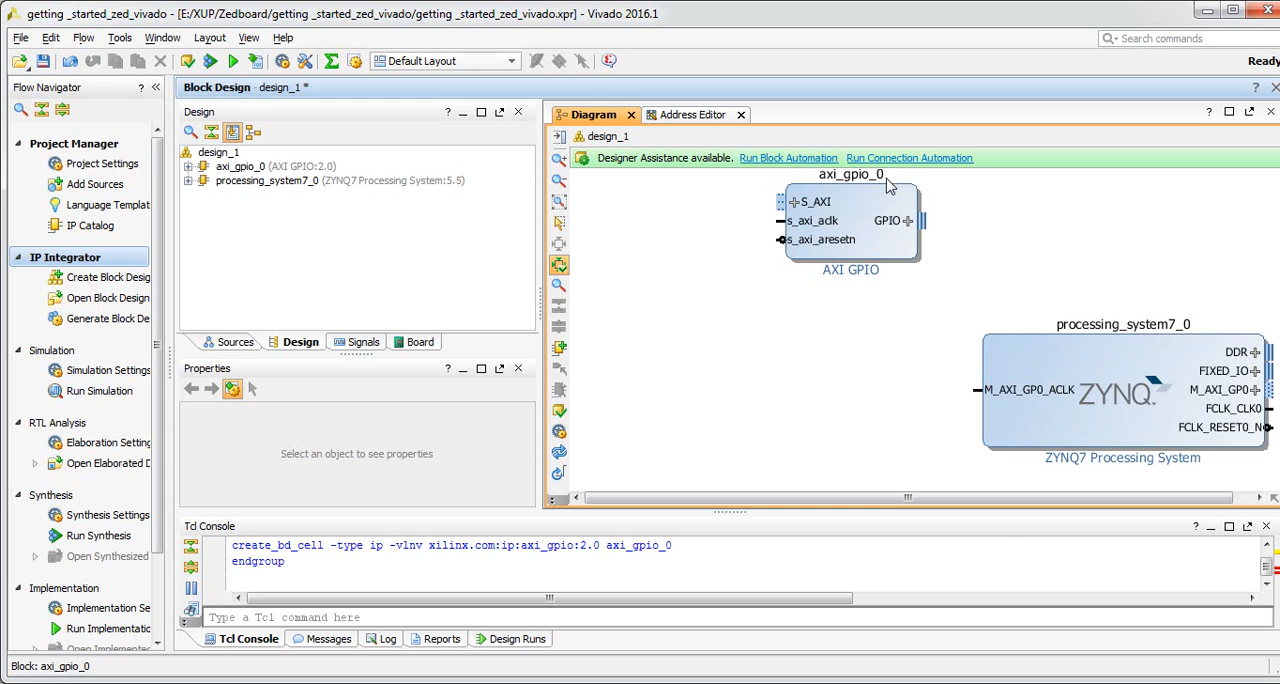 getting _started_zed_vivado - [E:/XUP/Zedboard/getting _started_zed_vivado/getting _started_zed_vivado.xpr] - Vivado 2016.1
File Edit Flow Tools Window Layout View Help
Search commands
Default Layout
Ready
Flow Navigator
Project Manager
Project Settings
Add Sources
Language Templat
IP Catalog
IP Integrator
Create Block Desig
Open Block Design
Generate Block De
Simulation
Simulation Settings
Run Simulation
RTL Analysis
Elaboration Setting
Open Elaborated D
Synthesis
Synthesis Settings
Run Synthesis
Open Synthesized
Implementation
Implementation Se
Run Implementatic
Open Implemented
Block Design - design_1 *
Design
design_1
axi_gpio_0 (AXI GPIO:2.0)
processing_system7_0 (ZYNQ7 Processing System:5.5)
Sources Design Signals Board
Properties
Select an object to see properties
Diagram Address Editor
design_1
Designer Assistance available. Run Block Automation Run Connection Automation
axi_gpio_0
S_AXI
s_axi_aclk GPIO
s_axi_aresetn
AXI GPIO
processing_system7_0
DDR
FIXED_IO
M_AXI_GP0_ACLK ZYNQ M_AXI_GP0
FCLK_CLK0
FCLK_RESET0_N
ZYNQ7 Processing System
Tcl Console
create_bd_cell -type ip -vlnv xilinx.com:ip:axi_gpio:2.0 axi_gpio_0
endgroup
Type a Tcl command here
Tcl Console Messages Log Reports Design Runs
Block: axi_gpio_0